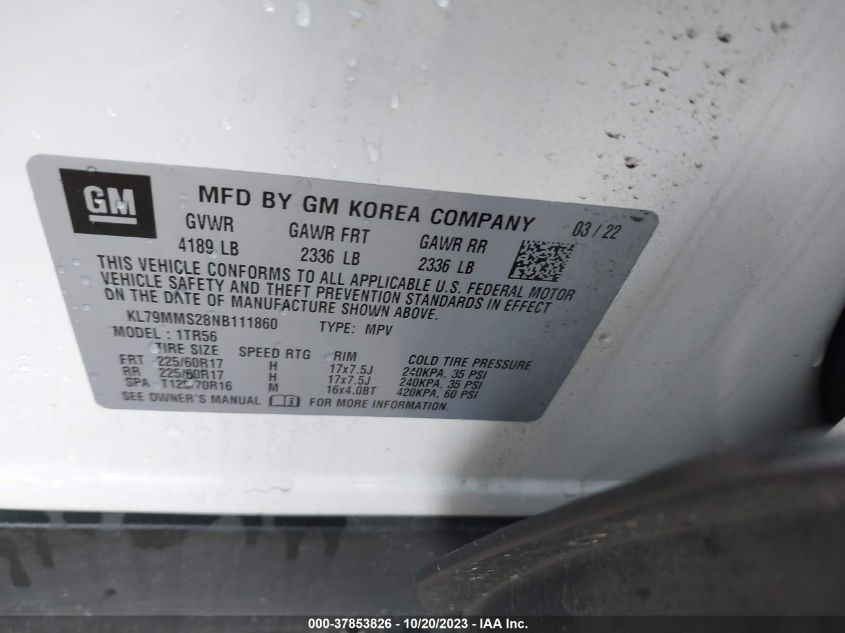 GM
MFD BY GM KOREA COMPANY 03 / 22
GVWR GAWR FRT GAWR RR
4189 LB 2336 LB 2336 LB
THIS VEHICLE CONFORMS TO ALL APPLICABLE U.S. FEDERAL MOTOR
VEHICLE SAFETY AND THEFT PREVENTION STANDARDS IN EFFECT
ON THE DATE OF MANUFACTURE SHOWN ABOVE.
KL79MMS28NB111860 TYPE: MPV
MODEL: 1TR56
TIRE SIZE SPEED RTG RIM COLD TIRE PRESSURE
FRT 225/60R17 H 17x7.5J 240KPA. 35 PSI
RR 225/60R17 H 17x7.5J 240KPA. 35 PSI
SPA T125/70R16 M 16x4.0BT 420KPA. 60 PSI
SEE OWNER'S MANUAL FOR MORE INFORMATION.
000-37853826 - 10/20/2023 - IAA Inc.